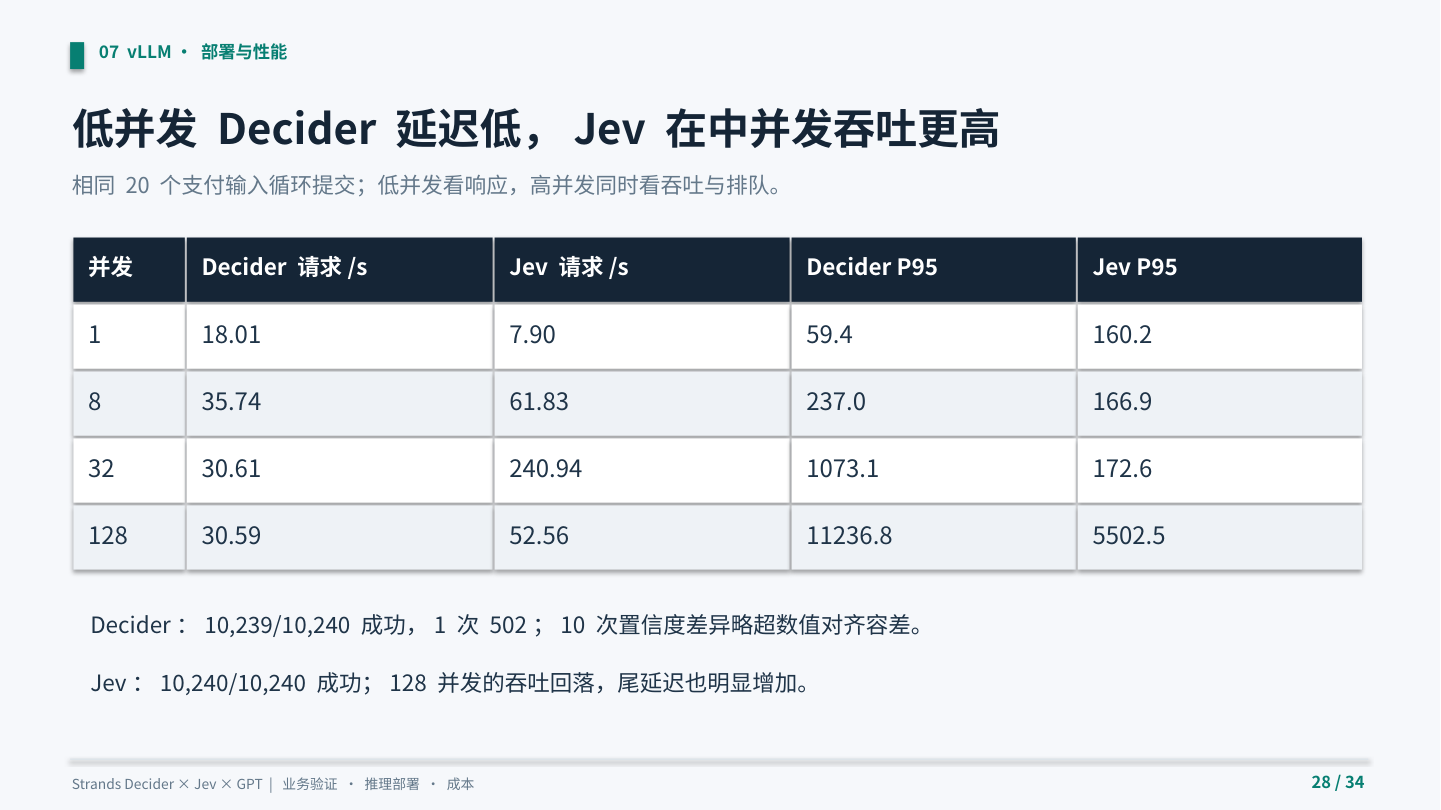 07 vLLM · 部署与性能
低并发 Decider 延迟低， Jev 在中并发吞吐更高
相同 20 个支付输入循环提交；低并发看响应，高并发同时看吞吐与排队。
并发 Decider 请求 /s Jev 请求 /s Decider P95 Jev P95
1 18.01 7.90 59.4 160.2
8 35.74 61.83 237.0 166.9
32 30.61 240.94 1073.1 172.6
128 30.59 52.56 11236.8 5502.5
Decider： 10,239/10,240 成功， 1 次 502； 10 次置信度差异略超数值对齐容差。
Jev： 10,240/10,240 成功； 128 并发的吞吐回落，尾延迟也明显增加。
Strands Decider × Jev × GPT | 业务验证 · 推理部署 · 成本
28 / 34